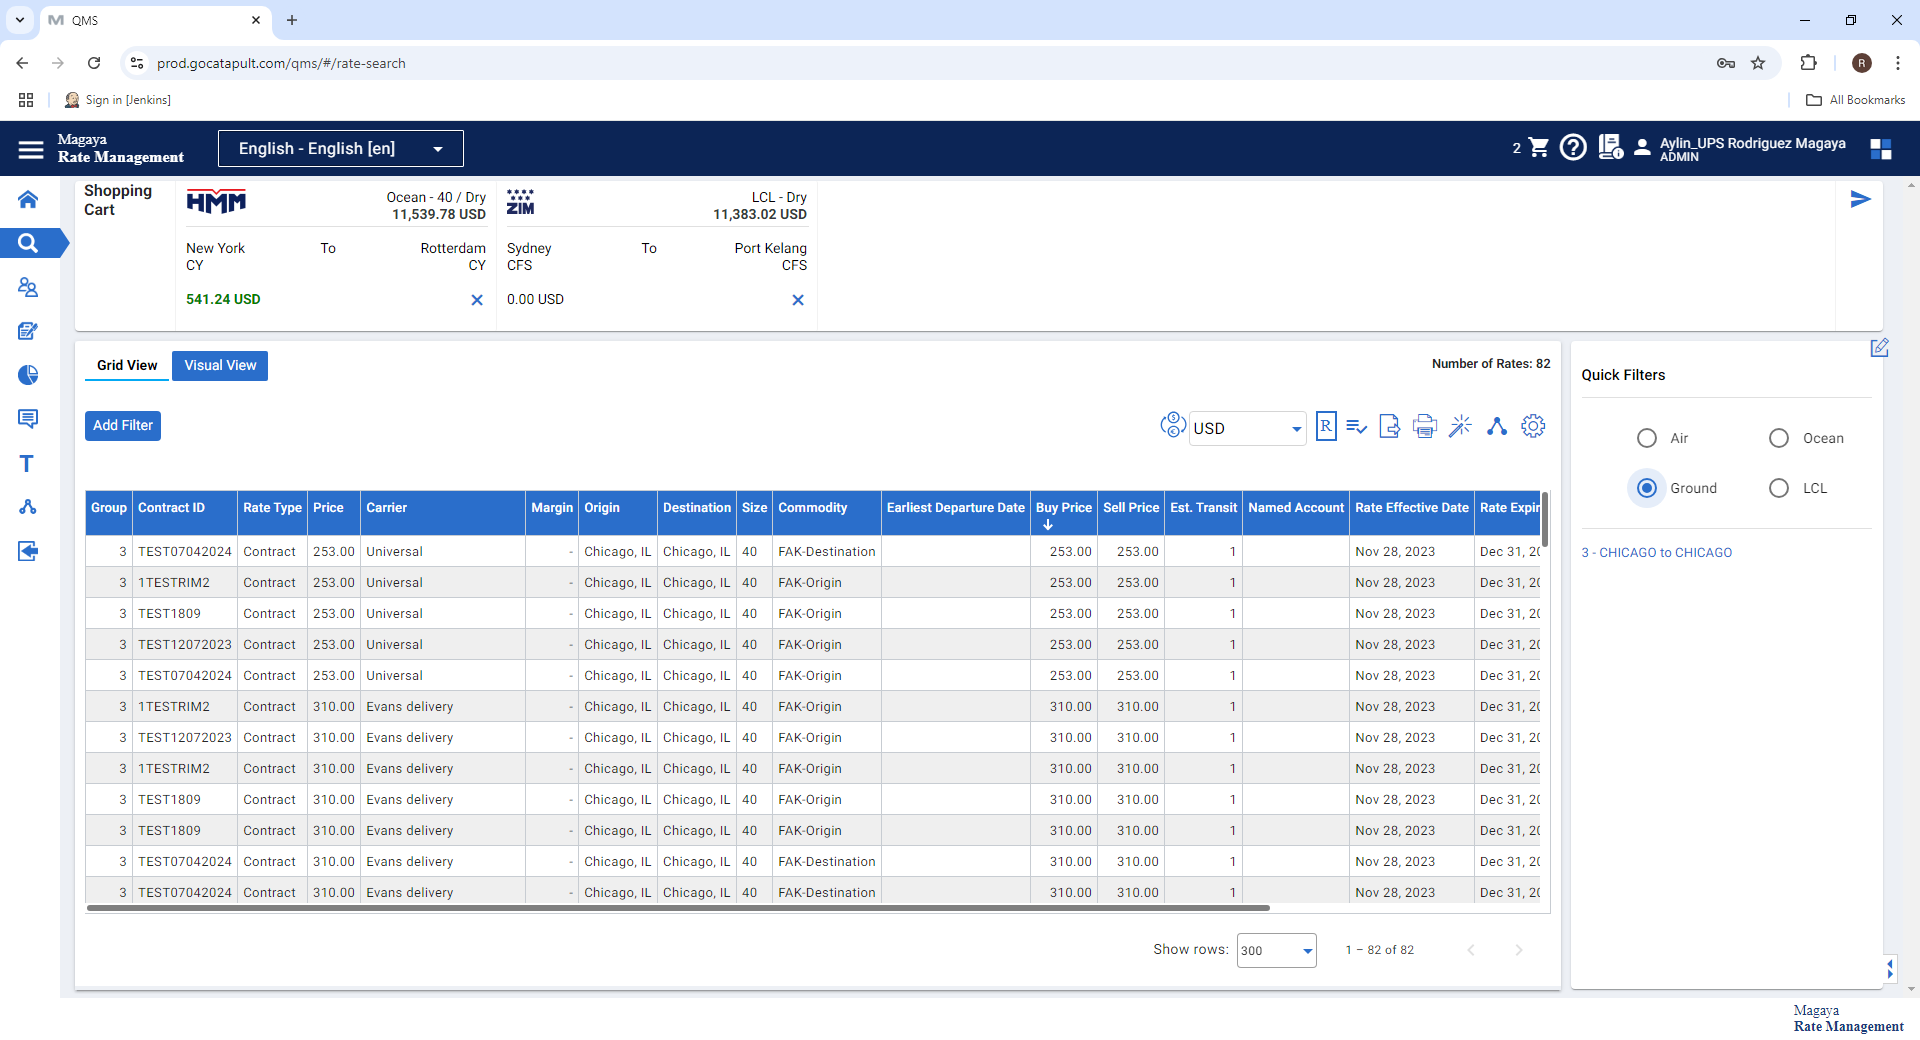 QMS
prod.gocatapult.com/qms/#/rate-search
R
Sign in [Jenkins]
All Bookmarks
Magaya
Rate Management
English - English [en]
2
Aylin_UPS Rodriguez Magaya
ADMIN
Shopping
Cart
HMM
Ocean - 40 / Dry
11,539.78 USD
New York To Rotterdam
CY CY
541.24 USD
ZIM
LCL - Dry
11,383.02 USD
Sydney To Port Kelang
CFS CFS
0.00 USD
Grid View
Visual View
Number of Rates: 82
Add Filter
USD
R
Group Contract ID Rate Type Price Carrier Margin Origin Destination Size Commodity Earliest Departure Date Buy Price Sell Price Est. Transit Named Account Rate Effective Date Rate Expir
3 TEST07042024 Contract 253.00 Universal - Chicago, IL Chicago, IL 40 FAK-Destination 253.00 253.00 1 Nov 28, 2023 Dec 31, 20
3 1TESTRIM2 Contract 253.00 Universal - Chicago, IL Chicago, IL 40 FAK-Origin 253.00 253.00 1 Nov 28, 2023 Dec 31, 20
3 TEST1809 Contract 253.00 Universal - Chicago, IL Chicago, IL 40 FAK-Origin 253.00 253.00 1 Nov 28, 2023 Dec 31, 20
3 TEST12072023 Contract 253.00 Universal - Chicago, IL Chicago, IL 40 FAK-Origin 253.00 253.00 1 Nov 28, 2023 Dec 31, 20
3 TEST07042024 Contract 253.00 Universal - Chicago, IL Chicago, IL 40 FAK-Origin 253.00 253.00 1 Nov 28, 2023 Dec 31, 20
3 1TESTRIM2 Contract 310.00 Evans delivery - Chicago, IL Chicago, IL 40 FAK-Origin 310.00 310.00 1 Nov 28, 2023 Dec 31, 20
3 TEST12072023 Contract 310.00 Evans delivery - Chicago, IL Chicago, IL 40 FAK-Origin 310.00 310.00 1 Nov 28, 2023 Dec 31, 20
3 1TESTRIM2 Contract 310.00 Evans delivery - Chicago, IL Chicago, IL 40 FAK-Origin 310.00 310.00 1 Nov 28, 2023 Dec 31, 20
3 TEST1809 Contract 310.00 Evans delivery - Chicago, IL Chicago, IL 40 FAK-Origin 310.00 310.00 1 Nov 28, 2023 Dec 31, 20
3 TEST1809 Contract 310.00 Evans delivery - Chicago, IL Chicago, IL 40 FAK-Origin 310.00 310.00 1 Nov 28, 2023 Dec 31, 20
3 TEST07042024 Contract 310.00 Evans delivery - Chicago, IL Chicago, IL 40 FAK-Destination 310.00 310.00 1 Nov 28, 2023 Dec 31, 20
3 TEST07042024 Contract 310.00 Evans delivery - Chicago, IL Chicago, IL 40 FAK-Destination 310.00 310.00 1 Nov 28, 2023 Dec 31, 20
Show rows: 300 1 – 82 of 82
Quick Filters
Air Ocean
Ground LCL
3 - CHICAGO to CHICAGO
T
Magaya
Rate Management